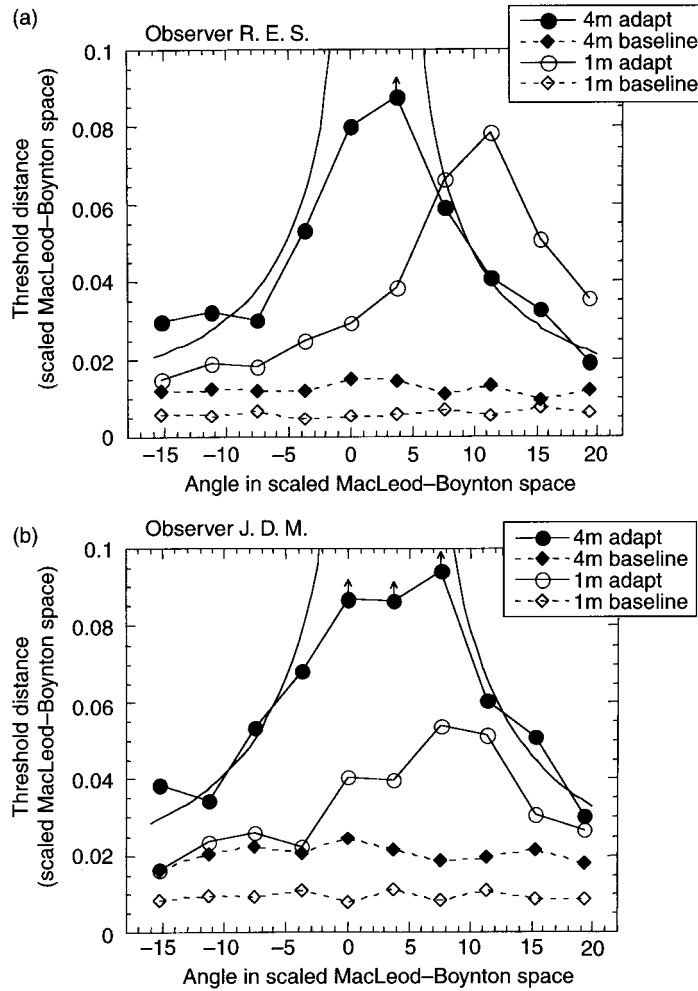 (a)
Observer R. E. S.
4m adapt
4m baseline
1m adapt
1m baseline
0.1
0.08
0.06
0.04
0.02
0
Threshold distance
(scaled MacLeod–Boynton space)
−15 −10 −5 0 5 10 15 20
Angle in scaled MacLeod–Boynton space
(b)
Observer J. D. M.
4m adapt
4m baseline
1m adapt
1m baseline
0.1
0.08
0.06
0.04
0.02
0
Threshold distance
(scaled MacLeod–Boynton space)
−15 −10 −5 0 5 10 15 20
Angle in scaled MacLeod–Boynton space